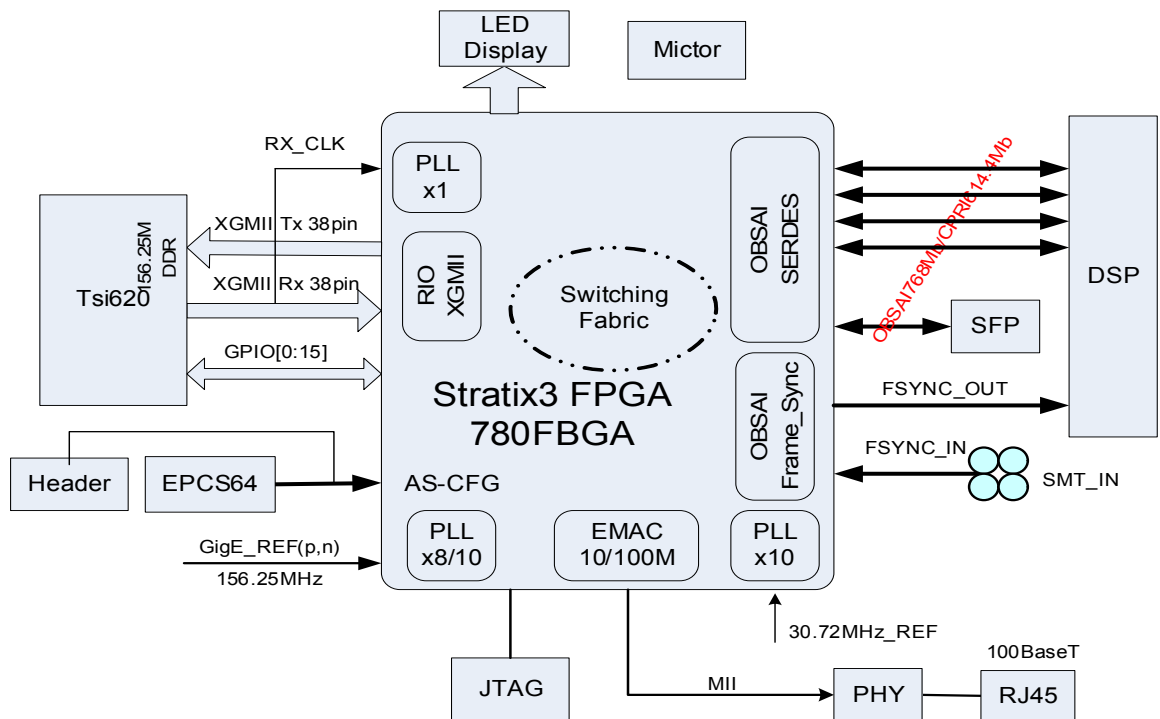 LED
Display
Mictor
RX_CLK
PLL
x1
OBSAI
SERDES
OBSAI768Mb/CPRI614.4Mb
DSP
Tsi620
156.25M
DDR
XGMII Tx 38pin
XGMII Rx 38pin
RIO
XGMII
Switching
Fabric
SFP
GPIO[0:15]
Stratix3 FPGA
780FBGA
OBSAI
Frame_Sync
FSYNC_OUT
FSYNC_IN
SMT_IN
Header
EPCS64
AS-CFG
GigE_REF(p,n)
156.25MHz
PLL
x8/10
EMAC
10/100M
PLL
x10
30.72MHz_REF
JTAG
MII
PHY
100BaseT
RJ45